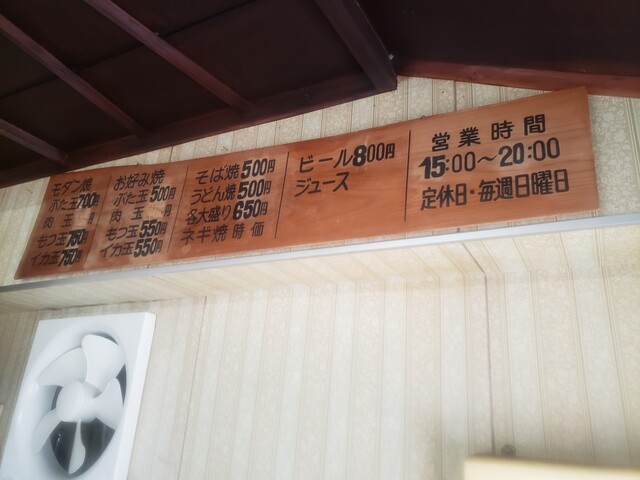 モダン焼
ぶた玉700円
肉玉
もつ玉750円
イカ玉750円
お好み焼
ぶた玉500円
肉玉
もつ玉550円
イカ玉550円
そば焼500円
うどん焼500円
各大盛り650円
ネギ焼時価
ビール800円
ジュース
営業時間
15:00～20:00
定休日・毎週日曜日